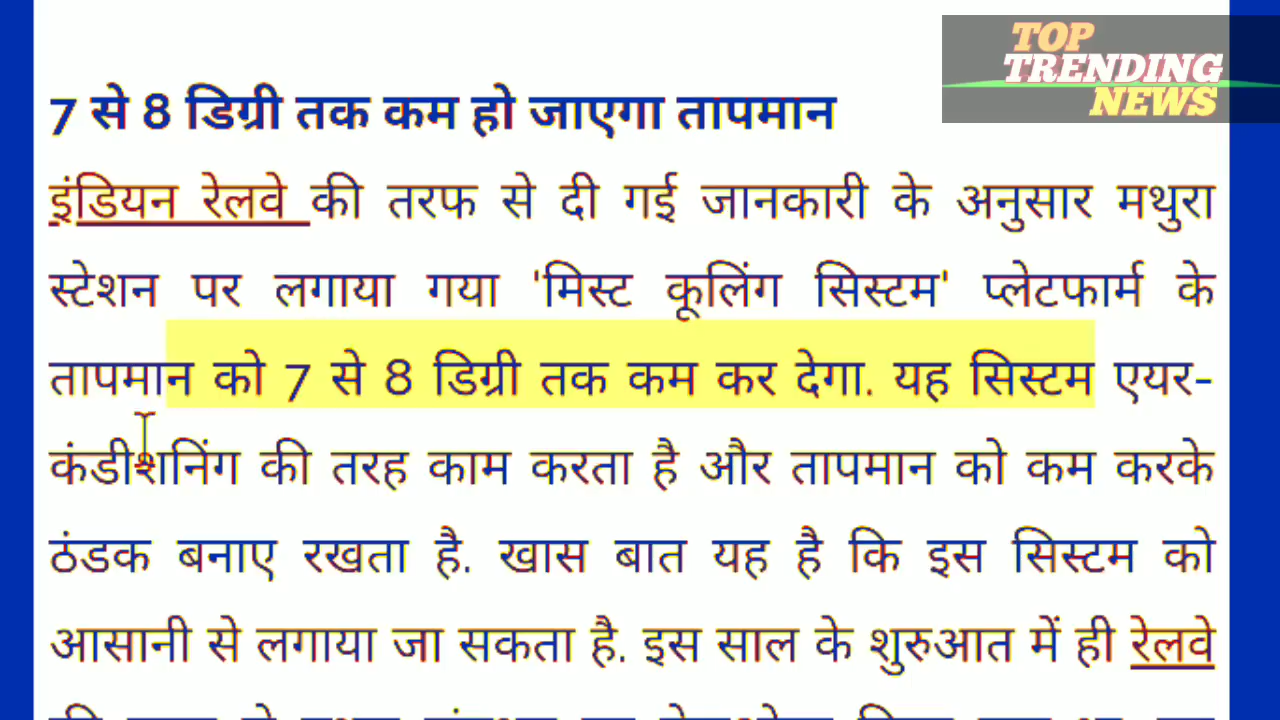 TOP
TRENDING
NEWS
7 से 8 डिग्री तक कम हो जाएगा तापमान
इंडियन रेलवे की तरफ से दी गई जानकारी के अनुसार मथुरा
स्टेशन पर लगाया गया 'मिस्ट कूलिंग सिस्टम' प्लेटफार्म के
तापमान को 7 से 8 डिग्री तक कम कर देगा. यह सिस्टम एयर-
कंडीशनिंग की तरह काम करता है और तापमान को कम करके
ठंडक बनाए रखता है. खास बात यह है कि इस सिस्टम को
आसानी से लगाया जा सकता है. इस साल के शुरुआत में ही रेलवे